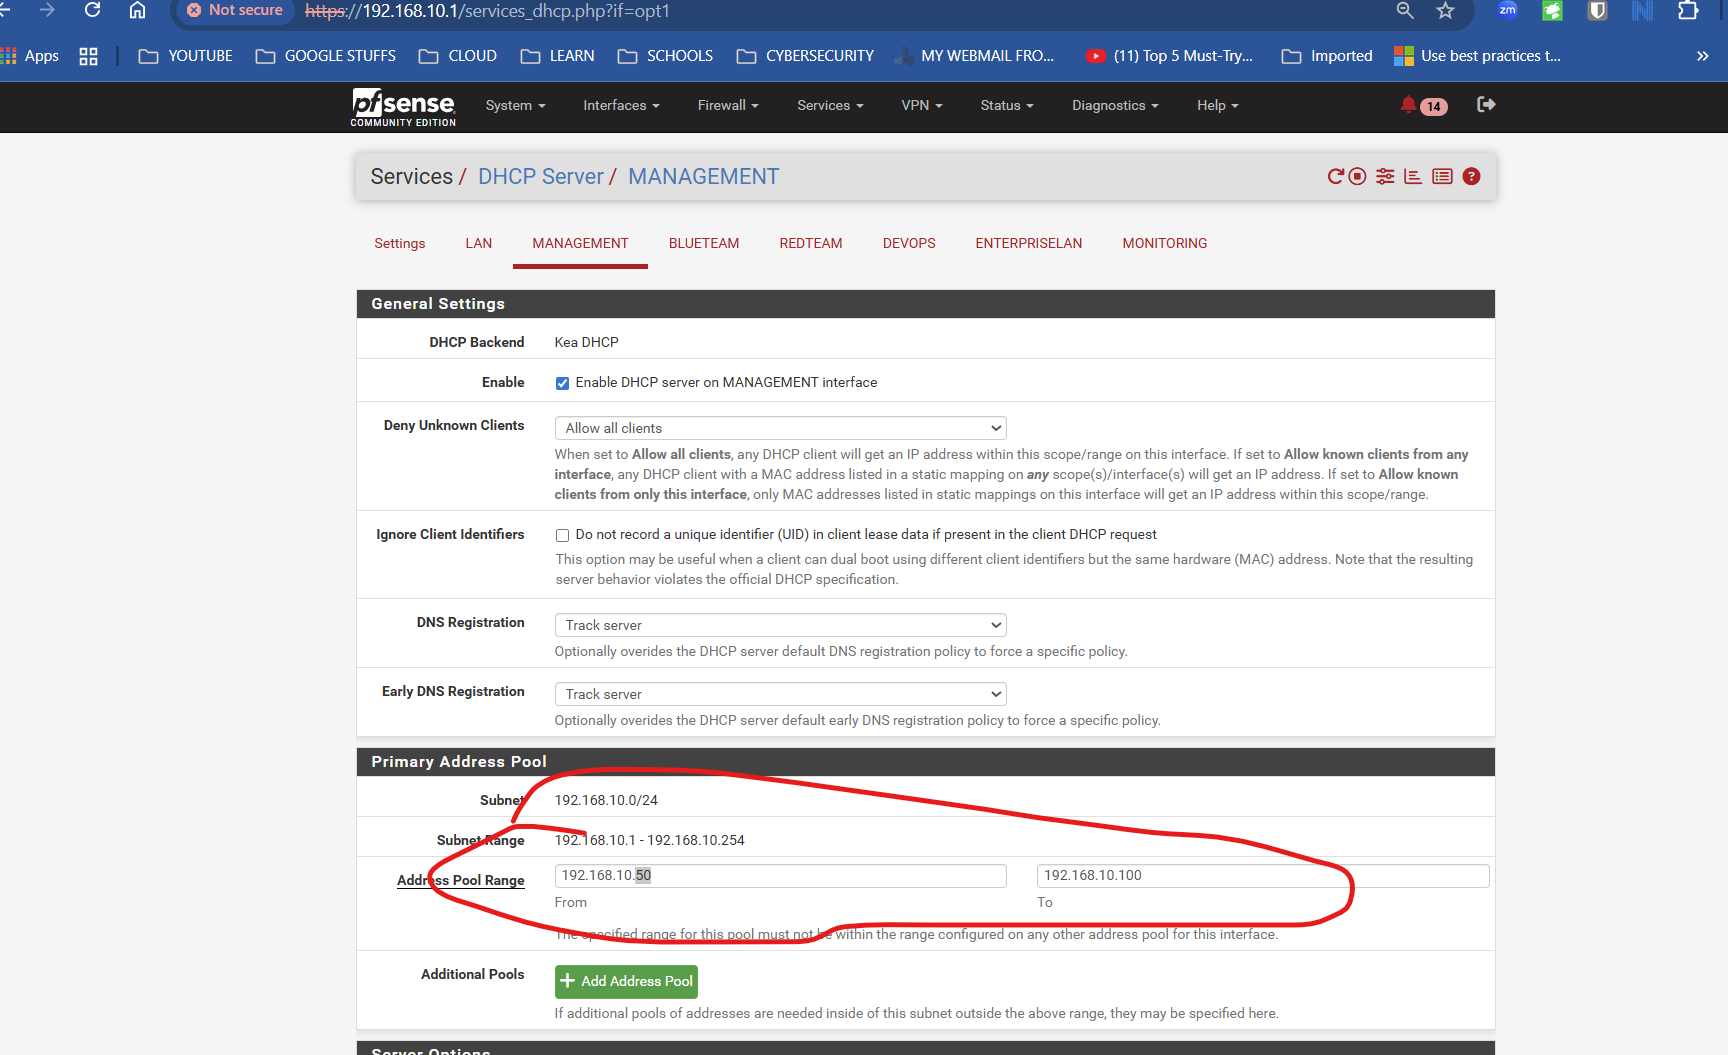 Not secure https://192.168.10.1/services_dhcp.php?if=opt1 zm
Apps YOUTUBE GOOGLE STUFFS CLOUD LEARN SCHOOLS CYBERSECURITY MY WEBMAIL FRO... (11) Top 5 Must-Try... Imported Use best practices t... »
pfsense COMMUNITY EDITION System Interfaces Firewall Services VPN Status Diagnostics Help 14
Services / DHCP Server / MANAGEMENT
Settings LAN MANAGEMENT BLUETEAM REDTEAM DEVOPS ENTERPRISELAN MONITORING
General Settings
DHCP Backend Kea DHCP
Enable Enable DHCP server on MANAGEMENT interface
Deny Unknown Clients Allow all clients
When set to Allow all clients, any DHCP client will get an IP address within this scope/range on this interface. If set to Allow known clients from any
interface, any DHCP client with a MAC address listed in a static mapping on any scope(s)/interface(s) will get an IP address. If set to Allow known
clients from only this interface, only MAC addresses listed in static mappings on this interface will get an IP address within this scope/range.
Ignore Client Identifiers Do not record a unique identifier (UID) in client lease data if present in the client DHCP request
This option may be useful when a client can dual boot using different client identifiers but the same hardware (MAC) address. Note that the resulting
server behavior violates the official DHCP specification.
DNS Registration Track server
Optionally overides the DHCP server default DNS registration policy to force a specific policy.
Early DNS Registration Track server
Optionally overides the DHCP server default early DNS registration policy to force a specific policy.
Primary Address Pool
Subnet 192.168.10.0/24
Subnet Range 192.168.10.1 - 192.168.10.254
Address Pool Range 192.168.10.50 192.168.10.100
From To
The specified range for this pool must not be within the range configured on any other address pool for this interface.
Additional Pools Add Address Pool
If additional pools of addresses are needed inside of this subnet outside the above range, they may be specified here.
Server Options